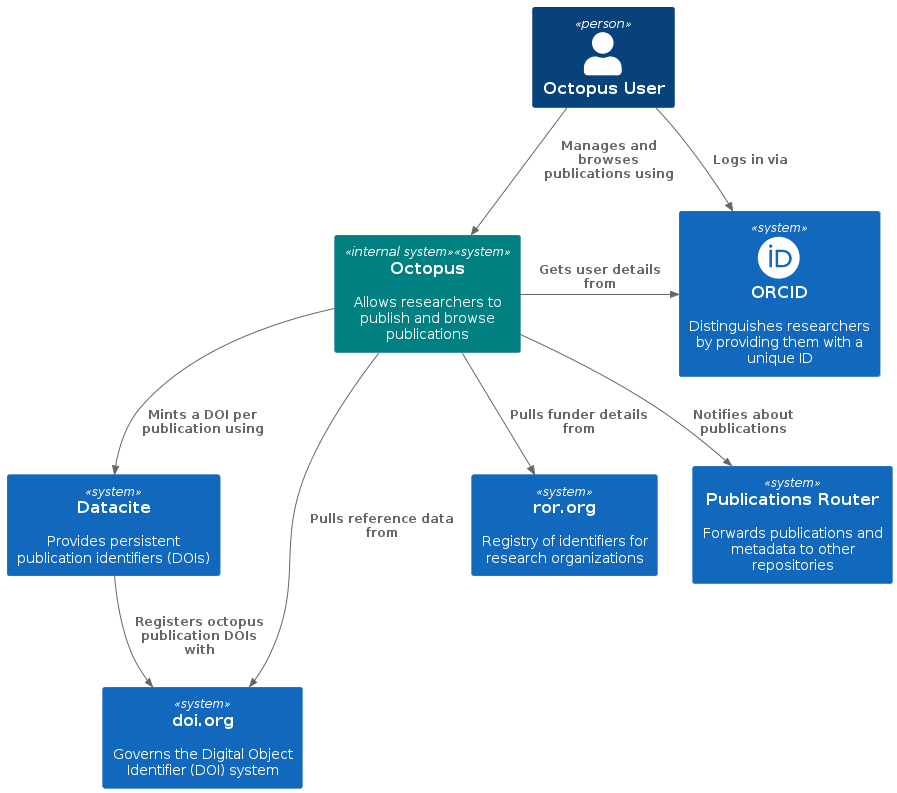 «person»
Octopus User
Manages and
browses
publications using
Logs in via
«internal system»«system»
Octopus
Allows researchers to
publish and browse
publications
Gets user details
from
«system»
iD
ORCID
Distinguishes researchers
by providing them with a
unique ID
Mints a DOI per
publication using
Pulls funder details
from
Notifies about
publications
«system»
Datacite
Provides persistent
publication identifiers (DOIs)
Pulls reference data
from
«system»
ror.org
Registry of identifiers for
research organizations
«system»
Publications Router
Forwards publications and
metadata to other
repositories
Registers octopus
publication DOIs
with
«system»
doi.org
Governs the Digital Object
Identifier (DOI) system